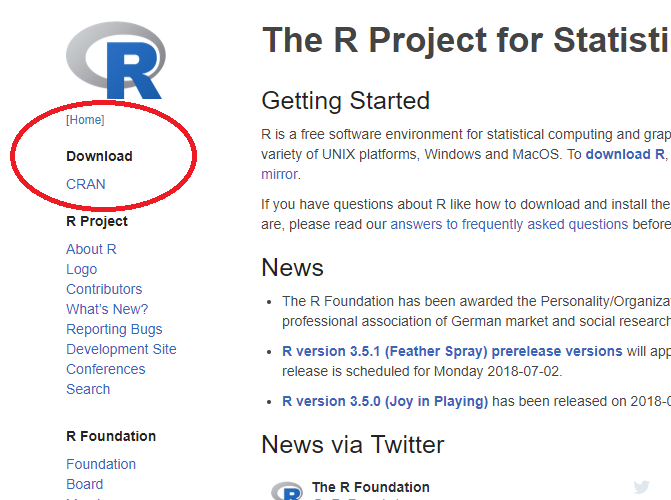 R
[Home]
Download
CRAN
R Project
About R
Logo
Contributors
What's New?
Reporting Bugs
Development Site
Conferences
Search
R Foundation
Foundation
Board
The R Project for Statisti
Getting Started
R is a free software environment for statistical computing and grap
variety of UNIX platforms, Windows and MacOS. To download R,
mirror.
If you have questions about R like how to download and install the
are, please read our answers to frequently asked questions before
News
• The R Foundation has been awarded the Personality/Organiza
professional association of German market and social research
• R version 3.5.1 (Feather Spray) prerelease versions will app
release is scheduled for Monday 2018-07-02.
• R version 3.5.0 (Joy in Playing) has been released on 2018-0
News via Twitter
R
The R Foundation